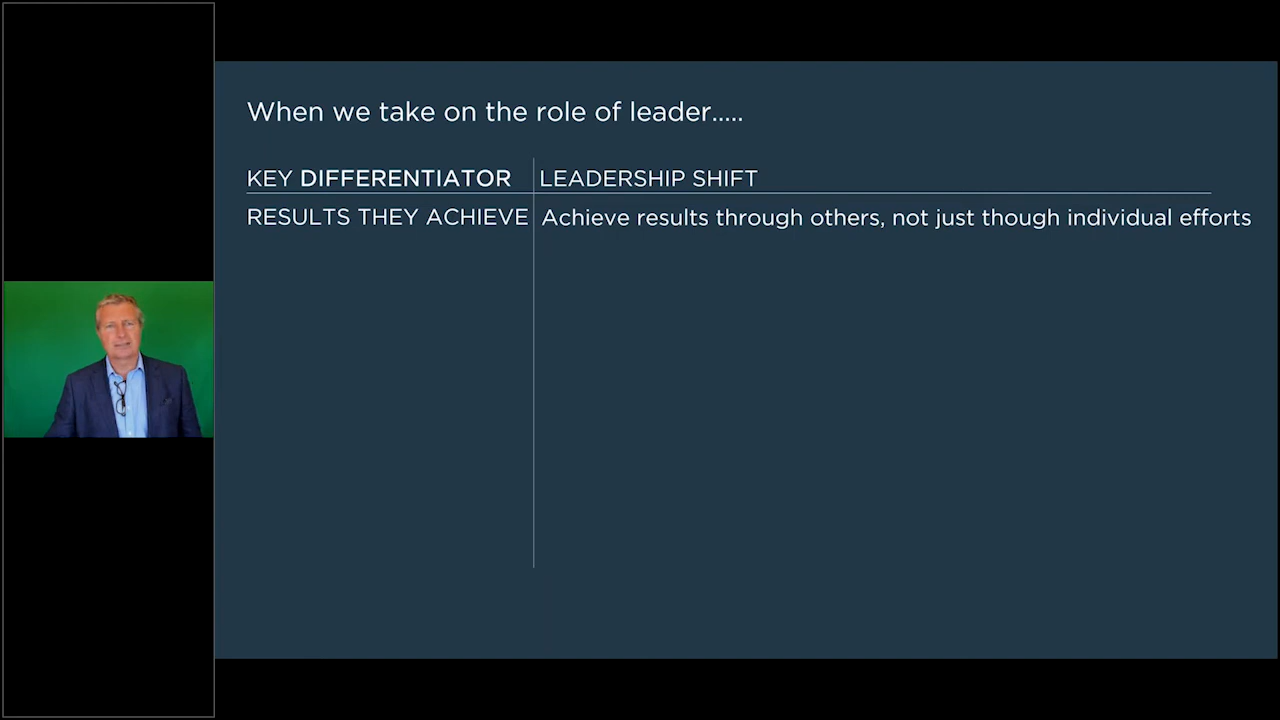 When we take on the role of leader.....
KEY DIFFERENTIATOR LEADERSHIP SHIFT
RESULTS THEY ACHIEVE Achieve results through others, not just though individual efforts